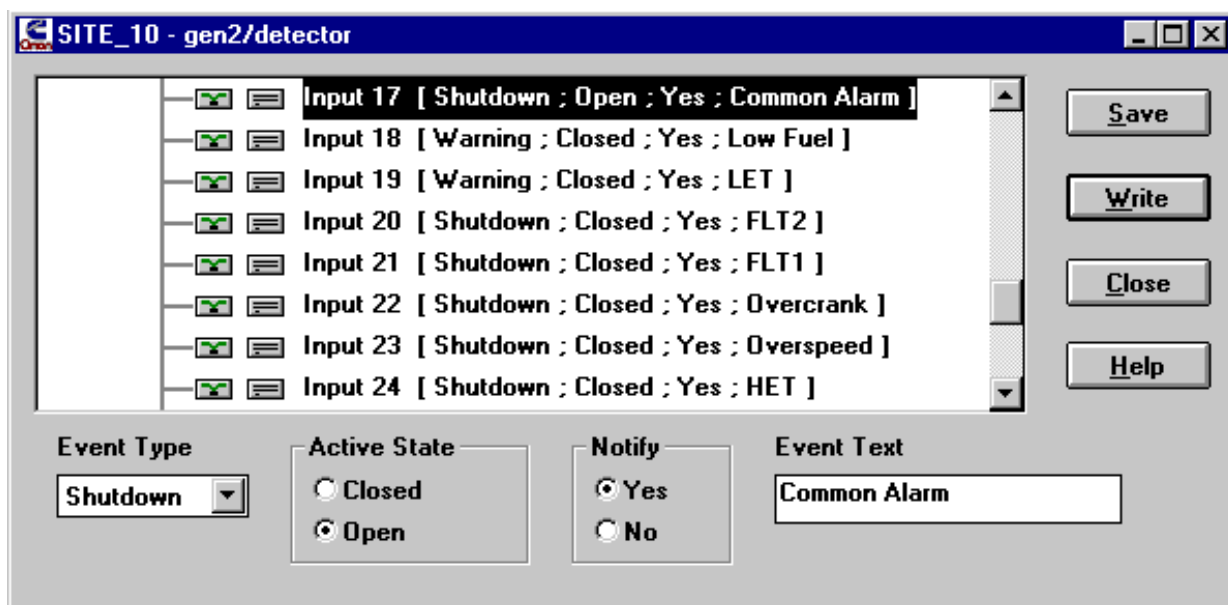 SITE_10 - gen2/detector
Input 17 [ Shutdown ; Open ; Yes ; Common Alarm ]
Input 18 [ Warning ; Closed ; Yes ; Low Fuel ]
Input 19 [ Warning ; Closed ; Yes ; LET ]
Input 20 [ Shutdown ; Closed ; Yes ; FLT2 ]
Input 21 [ Shutdown ; Closed ; Yes ; FLT1 ]
Input 22 [ Shutdown ; Closed ; Yes ; Overcrank ]
Input 23 [ Shutdown ; Closed ; Yes ; Overspeed ]
Input 24 [ Shutdown ; Closed ; Yes ; HET ]
Save
Write
Close
Help
Event Type
Shutdown
Active State
Closed
Open
Notify
Yes
No
Event Text
Common Alarm